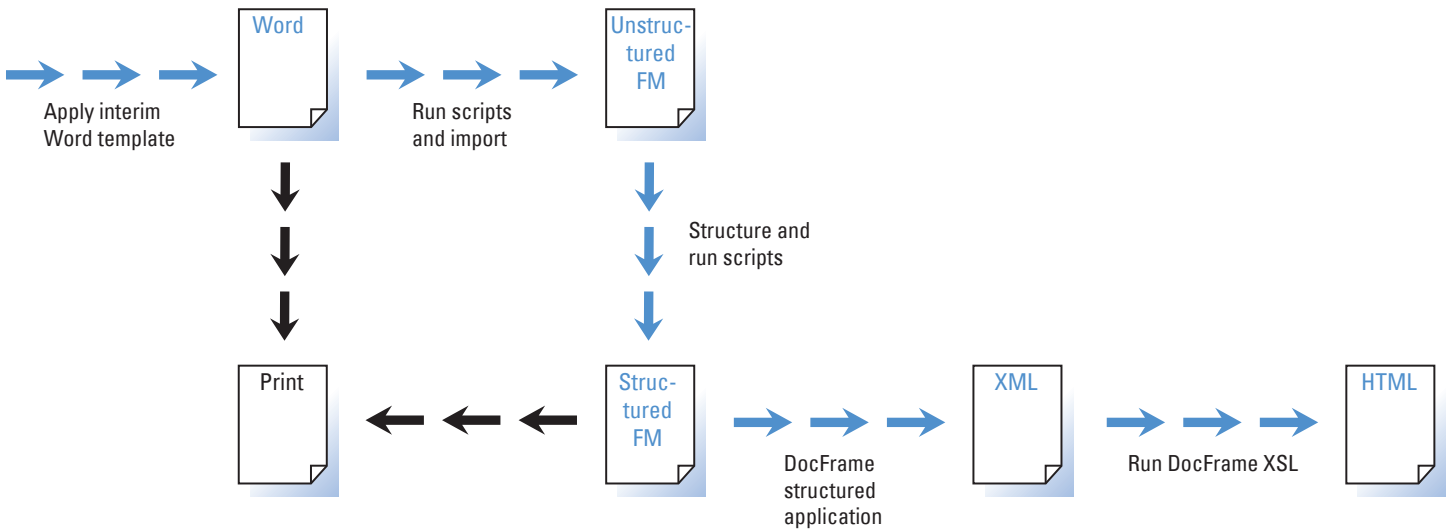 Word
Unstruc-
tured
FM
Apply interim
Word template
Run scripts
and import
Structure and
run scripts
Print
Struc-
tured
FM
XML
HTML
DocFrame
structured
application
Run DocFrame XSL